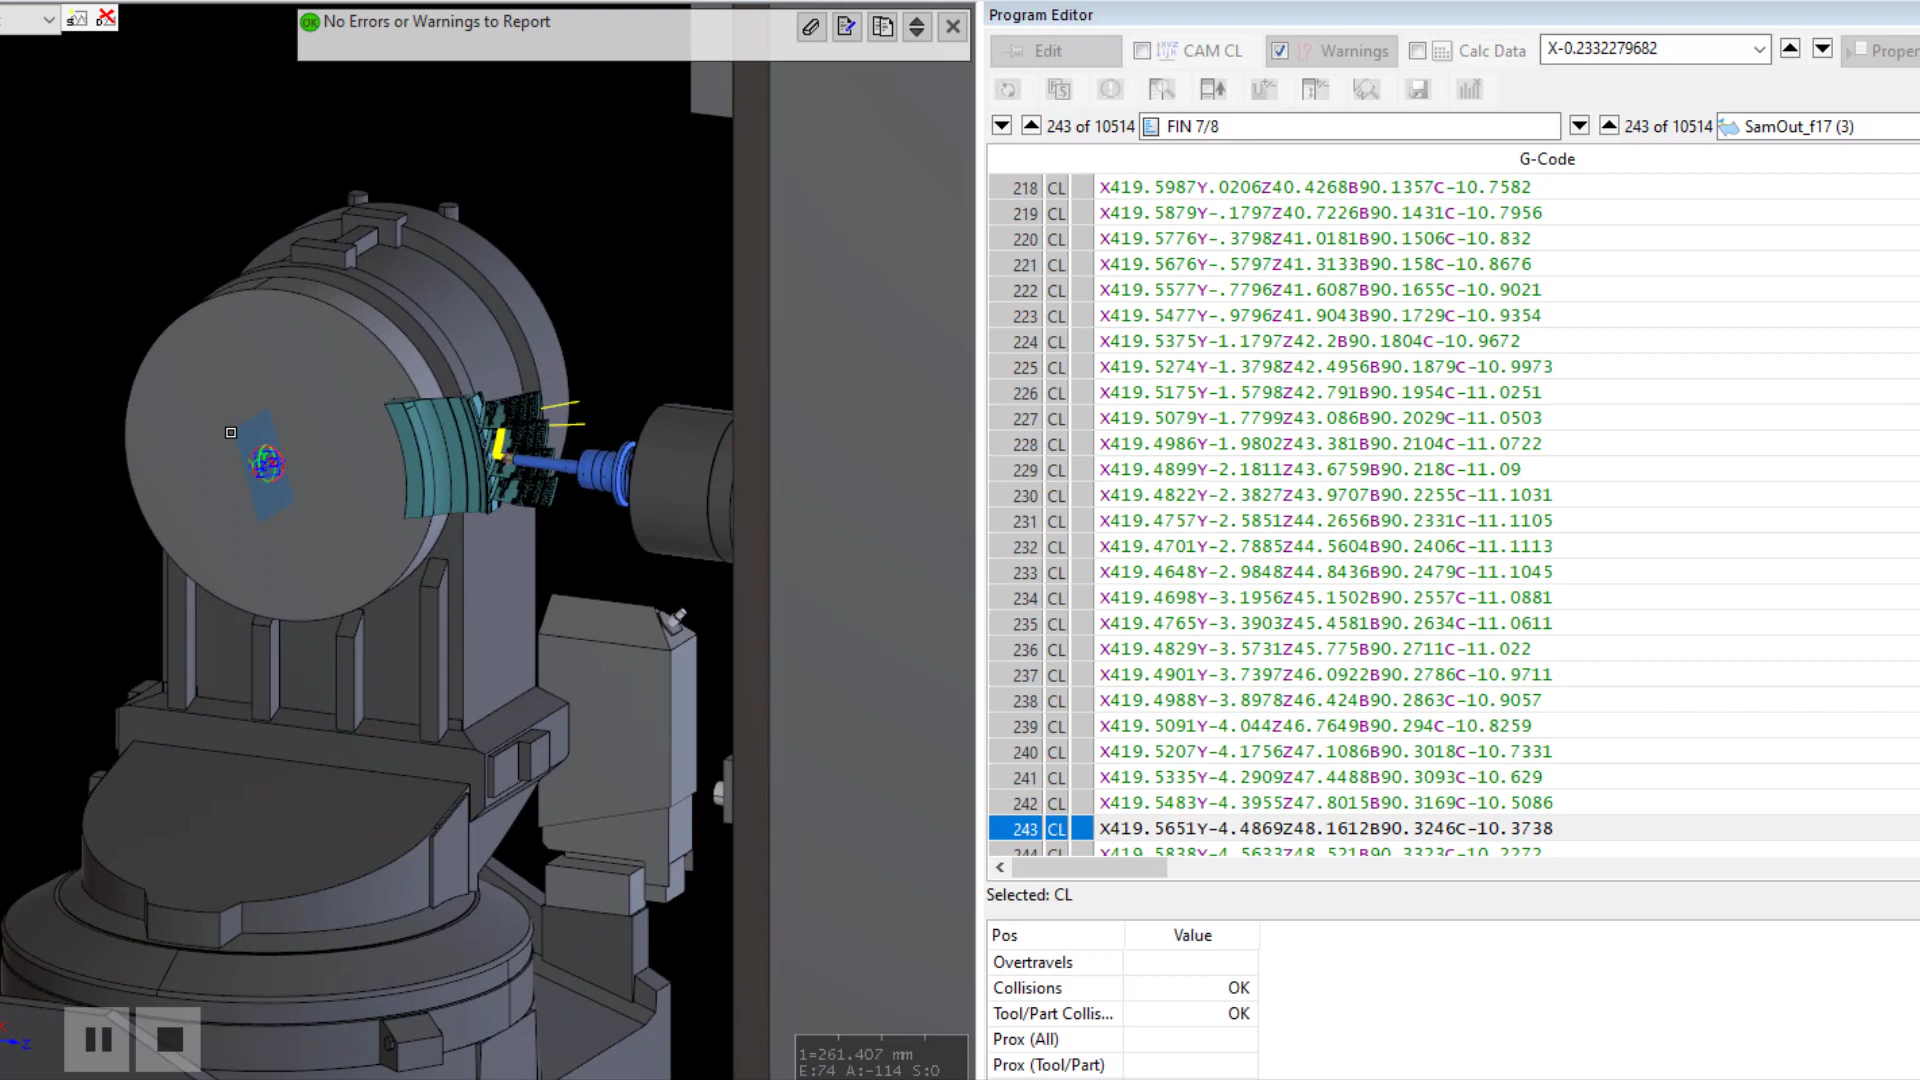 No Errors or Warnings to Report
OK
Program Editor
Edit
CAM CL
Warnings
Calc Data
X-0.2332279682
Proper
243 of 10514
FIN 7/8
243 of 10514
SamOut_f17 (3)
G-Code
218 CL X419.5987Y.0206Z40.4268B90.1357C-10.7582
219 CL X419.5879Y-.1797Z40.7226B90.1431C-10.7956
220 CL X419.5776Y-.3798Z41.0181B90.1506C-10.832
221 CL X419.5676Y-.5797Z41.3133B90.158C-10.8676
222 CL X419.5577Y-.7796Z41.6087B90.1655C-10.9021
223 CL X419.5477Y-.9796Z41.9043B90.1729C-10.9354
224 CL X419.5375Y-1.1797Z42.2B90.1804C-10.9672
225 CL X419.5274Y-1.3798Z42.4956B90.1879C-10.9973
226 CL X419.5175Y-1.5798Z42.791B90.1954C-11.0251
227 CL X419.5079Y-1.7799Z43.086B90.2029C-11.0503
228 CL X419.4986Y-1.9802Z43.381B90.2104C-11.0722
229 CL X419.4899Y-2.1811Z43.6759B90.218C-11.09
230 CL X419.4822Y-2.3827Z43.9707B90.2255C-11.1031
231 CL X419.4757Y-2.5851Z44.2656B90.2331C-11.1105
232 CL X419.4701Y-2.7885Z44.5604B90.2406C-11.1113
233 CL X419.4648Y-2.9848Z44.8436B90.2479C-11.1045
234 CL X419.4698Y-3.1956Z45.1502B90.2557C-11.0881
235 CL X419.4765Y-3.3903Z45.4581B90.2634C-11.0611
236 CL X419.4829Y-3.5731Z45.775B90.2711C-11.022
237 CL X419.4901Y-3.7397Z46.0922B90.2786C-10.9711
238 CL X419.4988Y-3.8978Z46.424B90.2863C-10.9057
239 CL X419.5091Y-4.044Z46.7649B90.294C-10.8259
240 CL X419.5207Y-4.1756Z47.1086B90.3018C-10.7331
241 CL X419.5335Y-4.2909Z47.4488B90.3093C-10.629
242 CL X419.5483Y-4.3955Z47.8015B90.3169C-10.5086
243 CL X419.5651Y-4.4869Z48.1612B90.3246C-10.3738
244 CL X419.5838Y-4.5633Z48.521B90.3323C-10.2272
Selected: CL
Pos Value
Overtravels
Collisions OK
Tool/Part Collis... OK
Prox (All)
Prox (Tool/Part)
1=261.407 mm
E:74 A:-114 S:0
Z